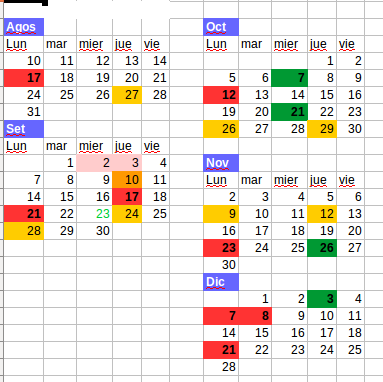 Agos
Lun mar mier jue vie
10 11 12 13 14
17 18 19 20 21
24 25 26 27 28
31
Set
Lun mar mier jue vie
1 2 3 4
7 8 9 10 11
14 15 16 17 18
21 22 23 24 25
28 29 30
Oct
Lun mar mier jue vie
1 2
5 6 7 8 9
12 13 14 15 16
19 20 21 22 23
26 27 28 29 30
Nov
Lun mar mier jue vie
2 3 4 5 6
9 10 11 12 13
16 17 18 19 20
23 24 25 26 27
30
Dic
1 2 3 4
7 8 9 10 11
14 15 16 17 18
21 22 23 24 25
28